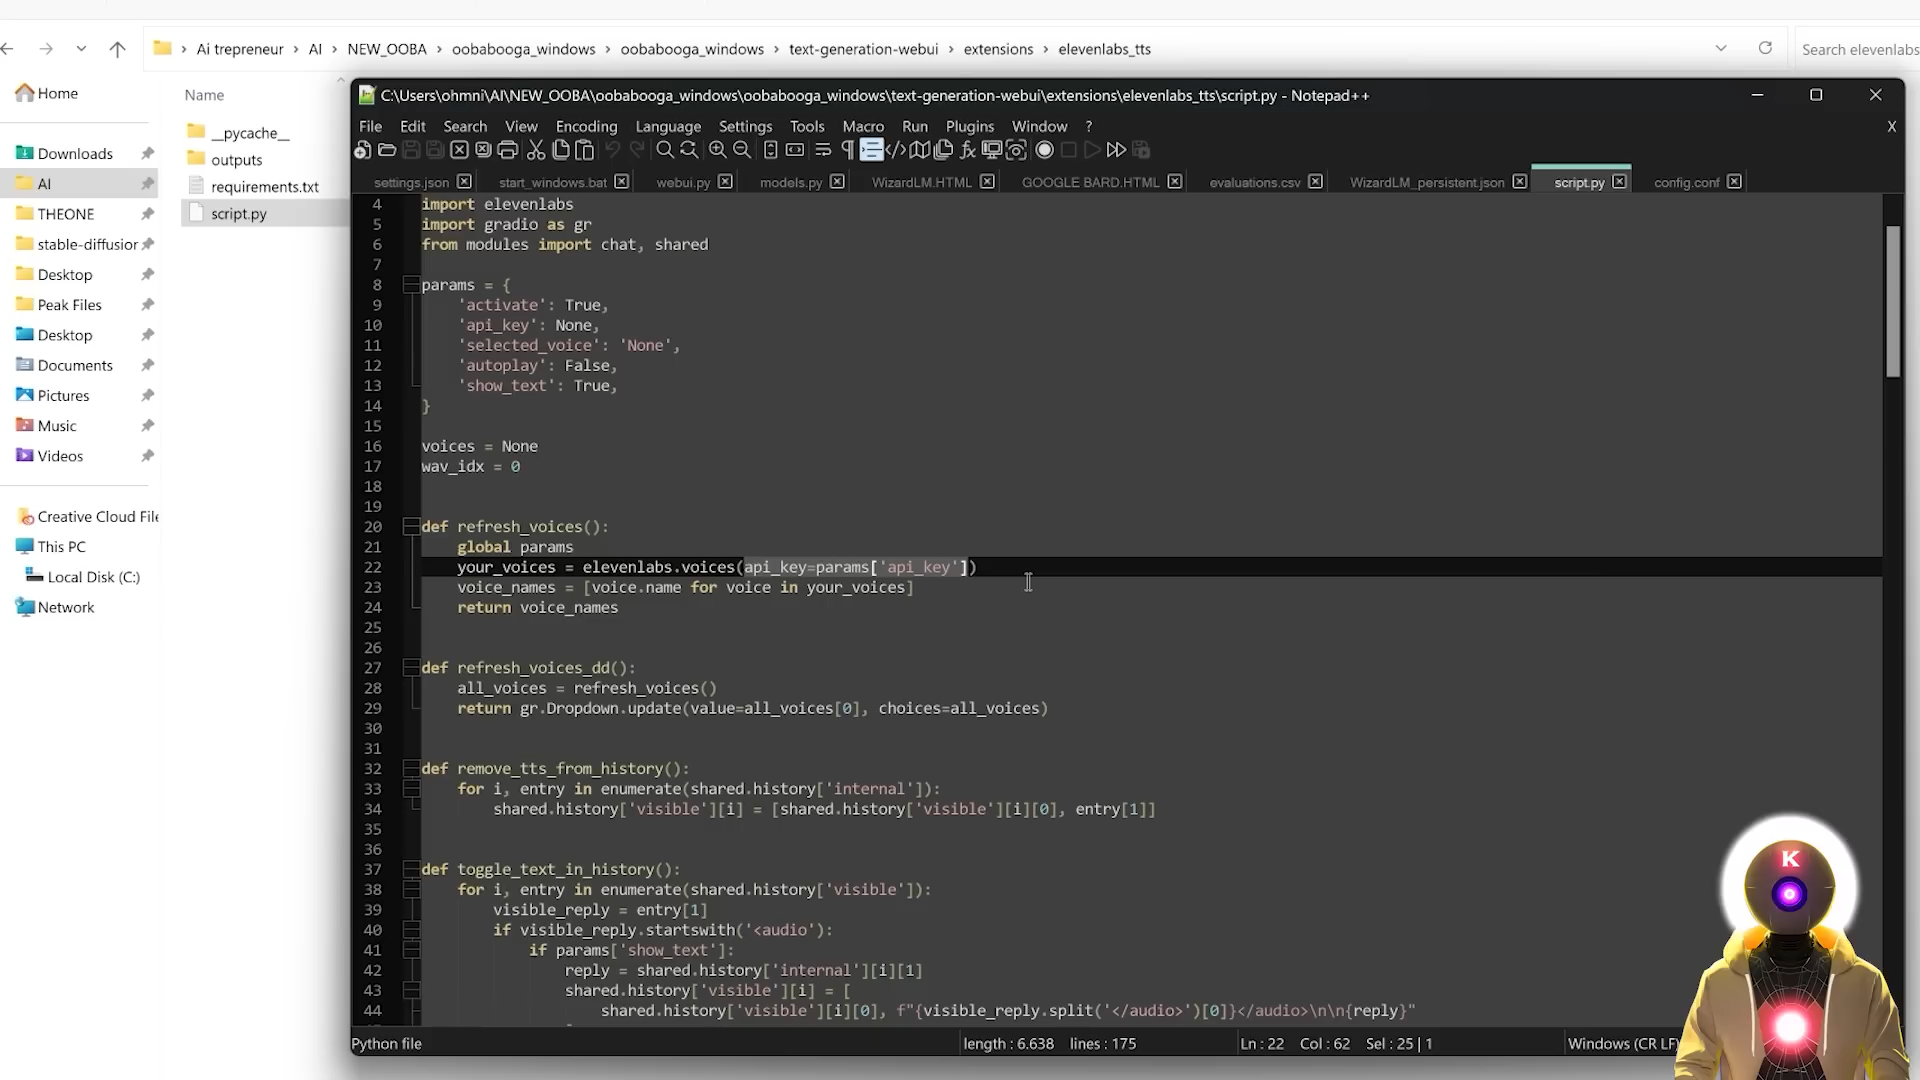 Ai trepreneur > AI > NEW_OOBA > oobabooga_windows > oobabooga_windows > text-generation-webui > extensions > elevenlabs_tts
Search elevenlabs
Home
Downloads
AI
THEONE
stable-diffusior
Desktop
Peak Files
Desktop
Documents
Pictures
Music
Videos
Creative Cloud File
This PC
Local Disk (C:)
Network
Name
__pycache__
outputs
requirements.txt
script.py
C:\Users\ohmni\AI\NEW_OOBA\oobabooga_windows\oobabooga_windows\text-generation-webui\extensions\elevenlabs_tts\script.py - Notepad++
File Edit Search View Encoding Language Settings Tools Macro Run Plugins Window ? X
settings.json start_windows.bat webui.py models.py WizardLM.HTML GOOGLE BARD.HTML evaluations.csv WizardLM_persistent.json script.py config.conf
4 import elevenlabs
5 import gradio as gr
6 from modules import chat, shared
7
8 params = {
9 'activate': True,
10 'api_key': None,
11 'selected_voice': 'None',
12 'autoplay': False,
13 'show_text': True,
14 }
15
16 voices = None
17 wav_idx = 0
18
19
20 def refresh_voices():
21 global params
22 your_voices = elevenlabs.voices(api_key=params['api_key'])
23 voice_names = [voice.name for voice in your_voices]
24 return voice_names
25
26
27 def refresh_voices_dd():
28 all_voices = refresh_voices()
29 return gr.Dropdown.update(value=all_voices[0], choices=all_voices)
30
31
32 def remove_tts_from_history():
33 for i, entry in enumerate(shared.history['internal']):
34 shared.history['visible'][i] = [shared.history['visible'][i][0], entry[1]]
35
36
37 def toggle_text_in_history():
38 for i, entry in enumerate(shared.history['visible']):
39 visible_reply = entry[1]
40 if visible_reply.startswith('<audio'):
41 if params['show_text']:
42 reply = shared.history['internal'][i][1]
43 shared.history['visible'][i] = [
44 shared.history['visible'][i][0], f"{visible_reply.split('</audio>')[0]}</audio>\n\n{reply}"
Python file length : 6.638 lines : 175 Ln : 22 Col : 62 Sel : 25 | 1 Windows (CR LF)
K